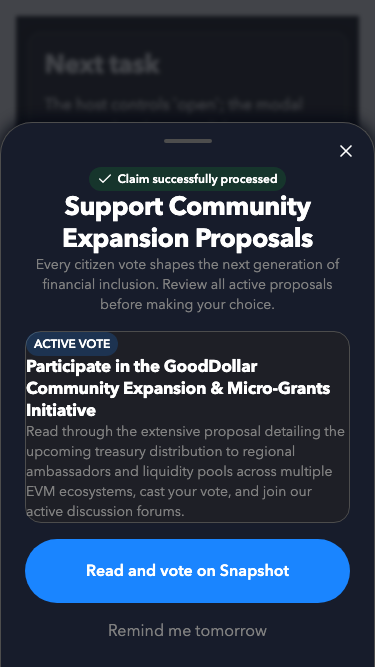 Next task
The host controls 'open'; the modal
Claim successfully processed
Support Community
Expansion Proposals
Every citizen vote shapes the next generation of
financial inclusion. Review all active proposals
before making your choice.
ACTIVE VOTE
Participate in the GoodDollar
Community Expansion & Micro-Grants
Initiative
Read through the extensive proposal detailing the
upcoming treasury distribution to regional
ambassadors and liquidity pools across multiple
EVM ecosystems, cast your vote, and join our
active discussion forums.
Read and vote on Snapshot
Remind me tomorrow